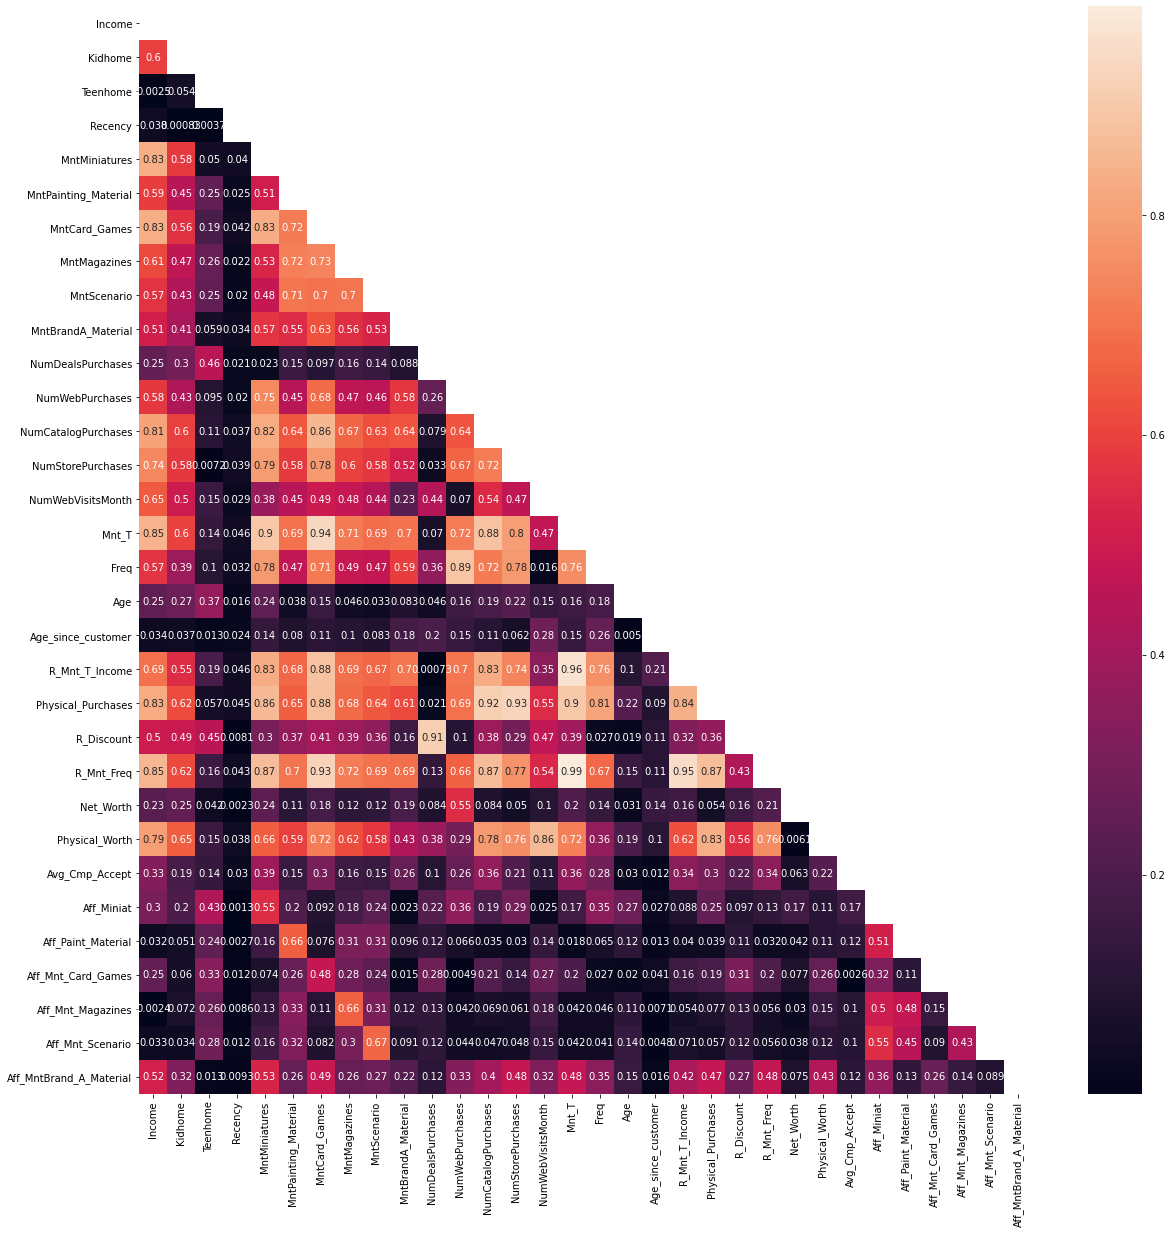 Income
Kidhome 0.6
Teenhome 0.0025 0.054
Recency 0.038 0.00083 0.0037
MntMiniatures 0.83 0.58 0.05 0.04
MntPainting_Material 0.59 0.45 0.25 0.025 0.51
MntCard_Games 0.83 0.56 0.19 0.042 0.83 0.72
MntMagazines 0.61 0.47 0.26 0.022 0.53 0.72 0.73
MntScenario 0.57 0.43 0.25 0.02 0.48 0.71 0.7 0.7
MntBrandA_Material 0.51 0.41 0.059 0.034 0.57 0.55 0.63 0.56 0.53
NumDealsPurchases 0.25 0.3 0.46 0.021 0.023 0.15 0.097 0.16 0.14 0.088
NumWebPurchases 0.58 0.43 0.095 0.02 0.75 0.45 0.68 0.47 0.46 0.58 0.26
NumCatalogPurchases 0.81 0.6 0.11 0.037 0.82 0.64 0.86 0.67 0.63 0.64 0.079 0.64
NumStorePurchases 0.74 0.58 0.0072 0.039 0.79 0.58 0.78 0.6 0.58 0.52 0.033 0.67 0.72
NumWebVisitsMonth 0.65 0.5 0.15 0.029 0.38 0.45 0.49 0.48 0.44 0.23 0.44 0.07 0.54 0.47
Mnt_T 0.85 0.6 0.14 0.046 0.9 0.69 0.94 0.71 0.69 0.7 0.07 0.72 0.88 0.8 0.47
Freq 0.57 0.39 0.1 0.032 0.78 0.47 0.71 0.49 0.47 0.59 0.36 0.89 0.72 0.78 0.016 0.76
Age 0.25 0.27 0.37 0.016 0.24 0.038 0.15 0.046 0.033 0.083 0.046 0.16 0.19 0.22 0.15 0.16 0.18
Age_since_customer 0.034 0.037 0.013 0.024 0.14 0.08 0.11 0.1 0.083 0.18 0.2 0.15 0.11 0.062 0.28 0.15 0.26 0.005
R_Mnt_T_Income 0.69 0.55 0.19 0.046 0.83 0.68 0.88 0.69 0.67 0.70 0.00073 0.7 0.83 0.74 0.35 0.96 0.76 0.1 0.21
Physical_Purchases 0.83 0.62 0.057 0.045 0.86 0.65 0.88 0.68 0.64 0.61 0.021 0.69 0.92 0.93 0.55 0.9 0.81 0.22 0.09 0.84
R_Discount 0.5 0.49 0.45 0.0081 0.3 0.37 0.41 0.39 0.36 0.16 0.91 0.1 0.38 0.29 0.47 0.39 0.027 0.019 0.11 0.32 0.36
R_Mnt_Freq 0.85 0.62 0.16 0.043 0.87 0.7 0.93 0.72 0.69 0.69 0.13 0.66 0.87 0.77 0.54 0.99 0.67 0.15 0.11 0.95 0.87 0.43
Net_Worth 0.23 0.25 0.042 0.0023 0.24 0.11 0.18 0.12 0.12 0.19 0.084 0.55 0.084 0.05 0.1 0.2 0.14 0.031 0.14 0.16 0.054 0.16 0.21
Physical_Worth 0.79 0.65 0.15 0.038 0.66 0.59 0.72 0.62 0.58 0.43 0.38 0.29 0.78 0.76 0.86 0.72 0.36 0.19 0.1 0.62 0.83 0.56 0.76 0.0061
Avg_Cmp_Accept 0.33 0.19 0.14 0.03 0.39 0.15 0.3 0.16 0.15 0.26 0.1 0.26 0.36 0.21 0.11 0.36 0.28 0.03 0.012 0.34 0.3 0.22 0.34 0.063 0.22
Aff_Miniat 0.3 0.2 0.43 0.0013 0.55 0.2 0.092 0.18 0.24 0.023 0.22 0.36 0.19 0.29 0.025 0.17 0.35 0.27 0.027 0.088 0.25 0.097 0.13 0.17 0.11 0.17
Aff_Paint_Material 0.032 0.051 0.24 0.0027 0.16 0.66 0.076 0.31 0.31 0.096 0.12 0.066 0.035 0.03 0.14 0.018 0.065 0.12 0.013 0.04 0.039 0.11 0.032 0.042 0.11 0.12 0.51
Aff_Mnt_Card_Games 0.25 0.06 0.33 0.012 0.074 0.26 0.48 0.28 0.24 0.015 0.28 0.0049 0.21 0.14 0.27 0.2 0.027 0.02 0.041 0.16 0.19 0.31 0.2 0.077 0.26 0.0026 0.32 0.11
Aff_Mnt_Magazines 0.0024 0.072 0.26 0.0086 0.13 0.33 0.11 0.66 0.31 0.12 0.13 0.042 0.069 0.061 0.18 0.042 0.046 0.11 0.0071 0.054 0.077 0.13 0.056 0.03 0.15 0.1 0.5 0.48 0.15
Aff_Mnt_Scenario 0.033 0.034 0.28 0.012 0.16 0.32 0.082 0.3 0.67 0.091 0.12 0.044 0.047 0.048 0.16 0.042 0.041 0.14 0.0048 0.071 0.057 0.12 0.056 0.038 0.12 0.1 0.55 0.45 0.09 0.43
Aff_MntBrand_A_Material 0.52 0.32 0.013 0.0093 0.53 0.26 0.49 0.26 0.27 0.22 0.12 0.33 0.4 0.48 0.32 0.48 0.35 0.15 0.016 0.42 0.47 0.27 0.48 0.075 0.43 0.12 0.36 0.13 0.26 0.14 0.089
Income
Kidhome
Teenhome
Recency
MntMiniatures
MntPainting_Material
MntCard_Games
MntMagazines
MntScenario
MntBrandA_Material
NumDealsPurchases
NumWebPurchases
NumCatalogPurchases
NumStorePurchases
NumWebVisitsMonth
Mnt_T
Freq
Age
Age_since_customer
R_Mnt_T_Income
Physical_Purchases
R_Discount
R_Mnt_Freq
Net_Worth
Physical_Worth
Avg_Cmp_Accept
Aff_Miniat
Aff_Paint_Material
Aff_Mnt_Card_Games
Aff_Mnt_Magazines
Aff_Mnt_Scenario
Aff_MntBrand_A_Material
0.8
0.6
0.4
0.2